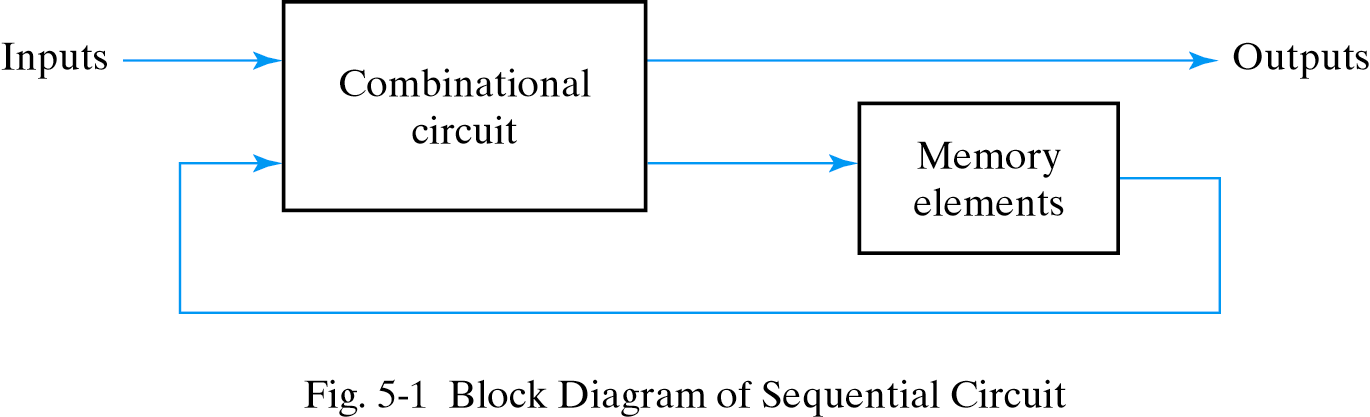 Inputs
Combinational
circuit
Outputs
Memory
elements
Fig. 5-1 Block Diagram of Sequential Circuit